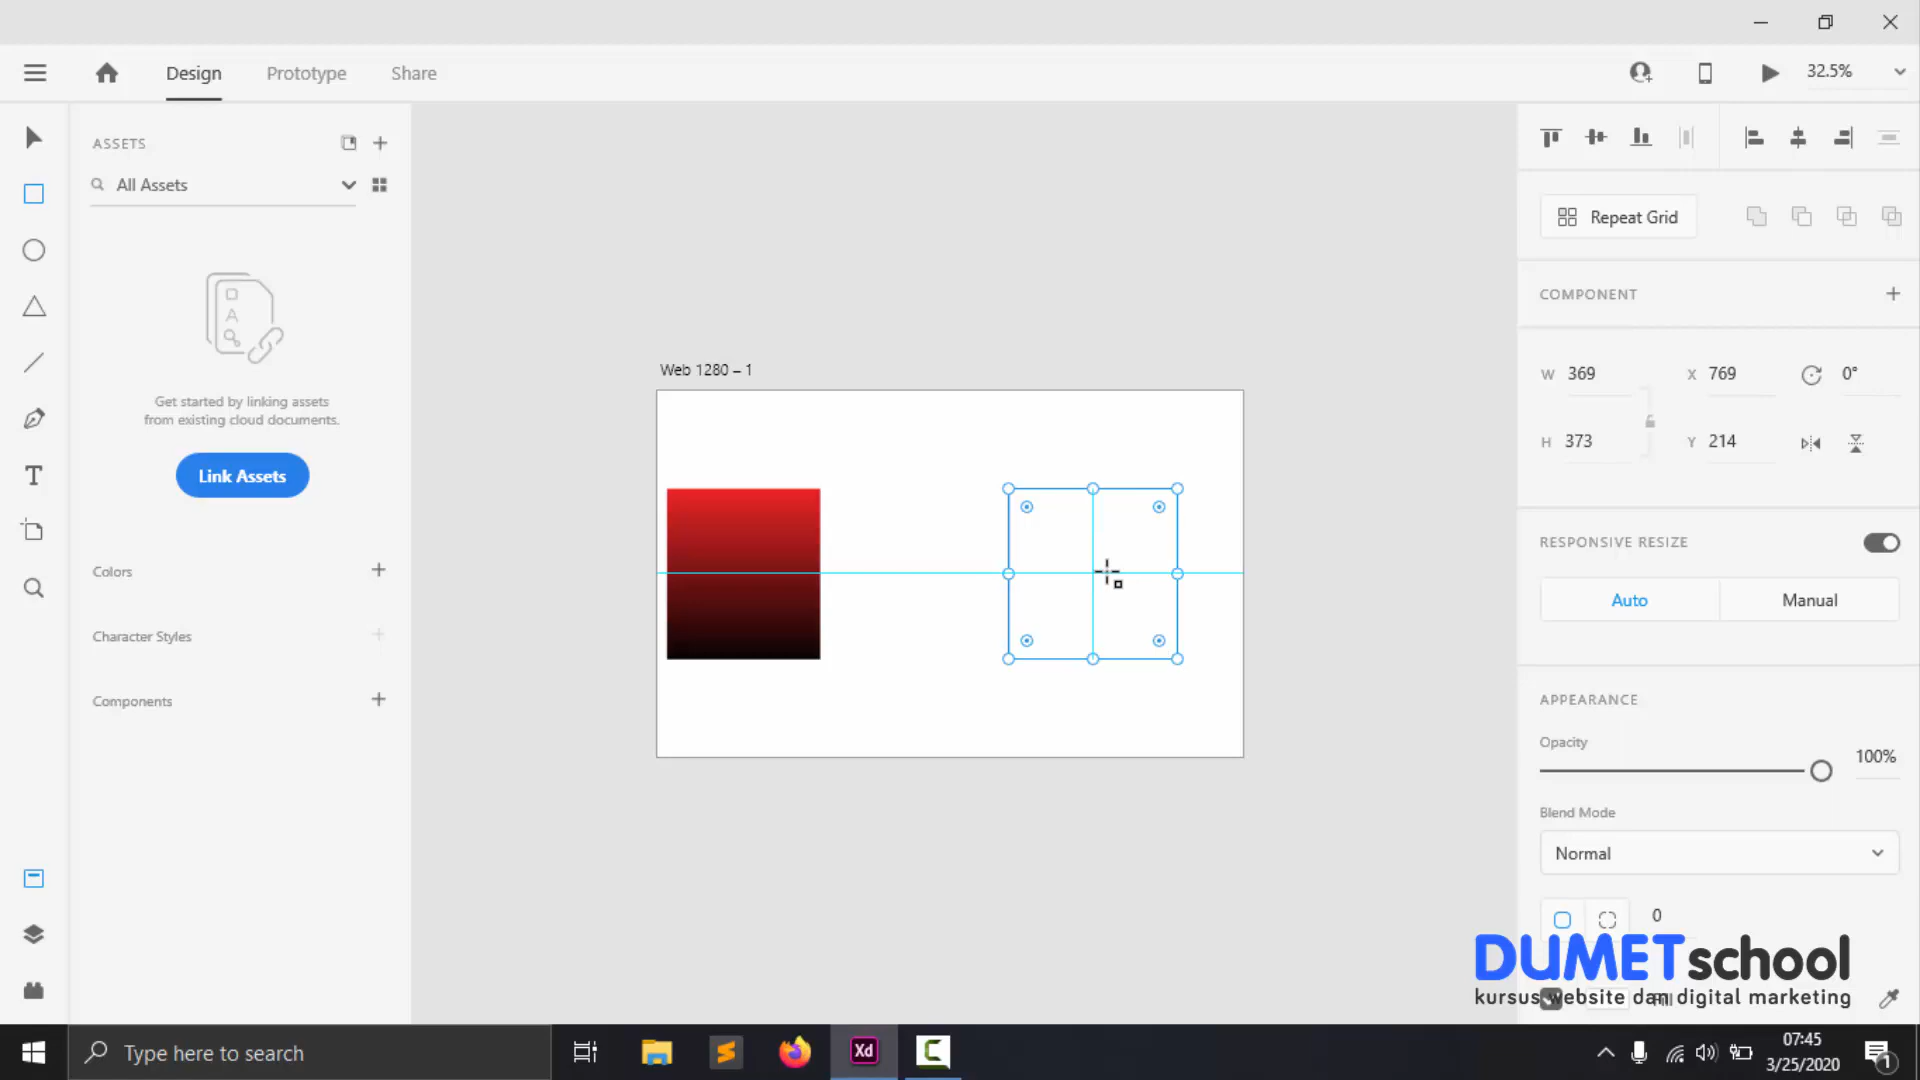 Design
Prototype
Share
32.5%
ASSETS
All Assets
Get started by linking assets
from existing cloud documents.
Link Assets
Colors
Character Styles
Components
Web 1280 – 1
Repeat Grid
COMPONENT
W 369
X 769
0°
H 373
Y 214
RESPONSIVE RESIZE
Auto
Manual
APPEARANCE
Opacity
100%
Blend Mode
Normal
0
DUMETschool
kursus website dan digital marketing
Fill
Type here to search
Xd
07:45
3/25/2020
1